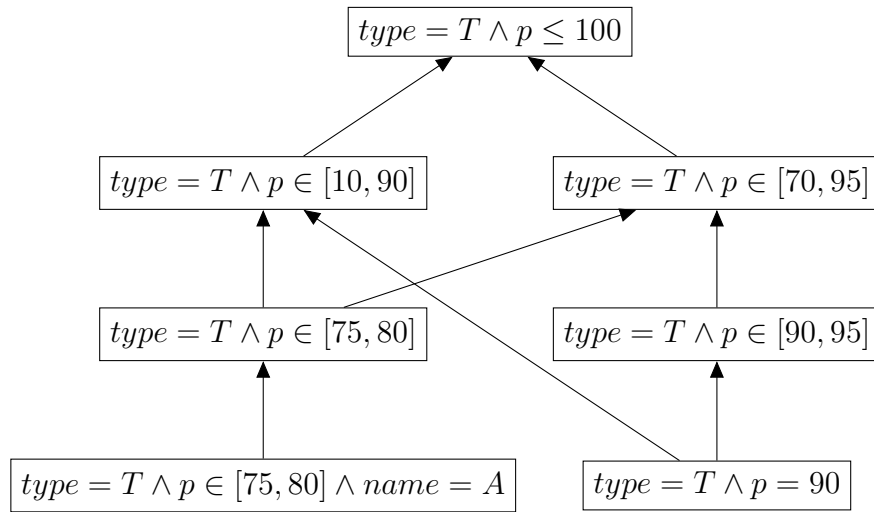 type = T ∧ p ≤ 100
type = T ∧ p ∈ [10, 90]
type = T ∧ p ∈ [70, 95]
type = T ∧ p ∈ [75, 80]
type = T ∧ p ∈ [90, 95]
type = T ∧ p ∈ [75, 80] ∧ name = A
type = T ∧ p = 90